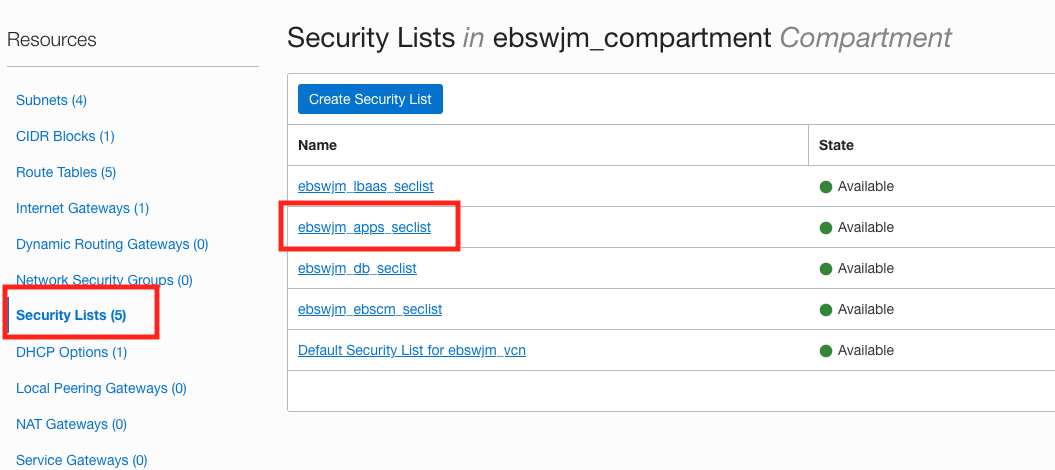 Resources
Subnets (4)
CIDR Blocks (1)
Route Tables (5)
Internet Gateways (1)
Dynamic Routing Gateways (0)
Network Security Groups (0)
Security Lists (5)
DHCP Options (1)
Local Peering Gateways (0)
NAT Gateways (0)
Service Gateways (0)
Security Lists in ebswjm_compartment Compartment
Create Security List
Name State
ebswjm_lbaas_seclist Available
ebswjm_apps_seclist Available
ebswjm_db_seclist Available
ebswjm_ebscm_seclist Available
Default Security List for ebswjm_vcn Available